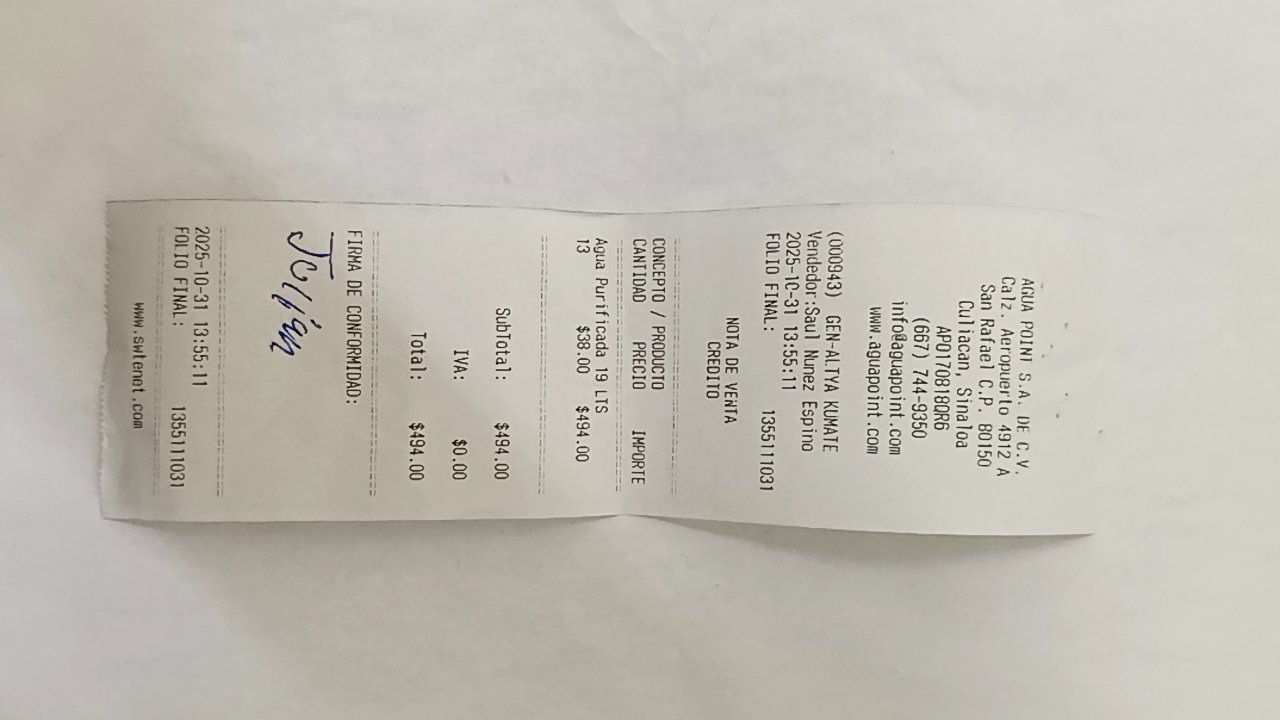 AGUA POINT S.A. DE C.V.
Calz. Aeropuerto 4912 A
San Rafael C.P. 80150
Culiacan, Sinaloa
APO170818QR6
(667) 744-9350
info@aguapoint.com
www.aguapoint.com
(000943) GEN-ALTYA KUMATE
Vendedor:Saul Nunez Espino
2025-10-31 13:55:11
FOLIO FINAL: 1355111031
NOTA DE VENTA
CREDITO
CONCEPTO / PRODUCTO
CANTIDAD PRECIO IMPORTE
Agua Purificada 19 LTS
13 $38.00 $494.00
SubTotal: $494.00
IVA: $0.00
Total: $494.00
FIRMA DE CONFORMIDAD:
2025-10-31 13:55:11
FOLIO FINAL: 1355111031
www.swtenet.com